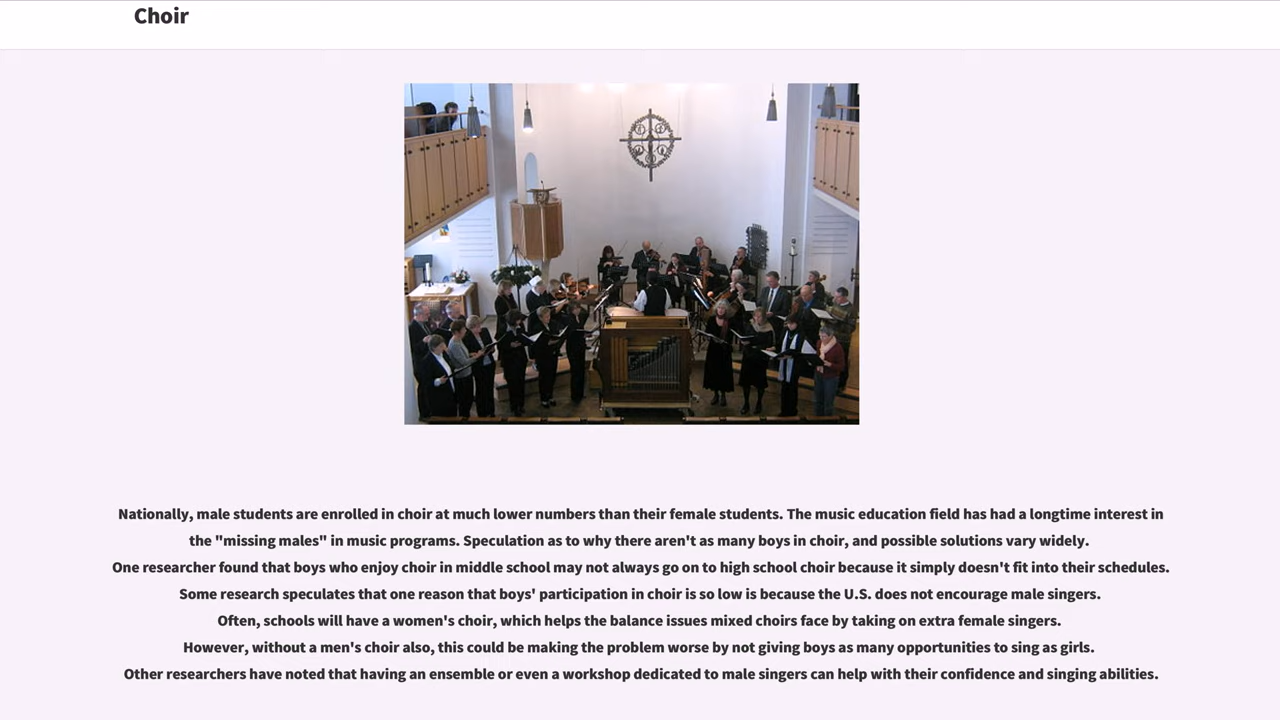 Choir
Nationally, male students are enrolled in choir at much lower numbers than their female students. The music education field has had a longtime interest in
the "missing males" in music programs. Speculation as to why there aren't as many boys in choir, and possible solutions vary widely.
One researcher found that boys who enjoy choir in middle school may not always go on to high school choir because it simply doesn't fit into their schedules.
Some research speculates that one reason that boys' participation in choir is so low is because the U.S. does not encourage male singers.
Often, schools will have a women's choir, which helps the balance issues mixed choirs face by taking on extra female singers.
However, without a men's choir also, this could be making the problem worse by not giving boys as many opportunities to sing as girls.
Other researchers have noted that having an ensemble or even a workshop dedicated to male singers can help with their confidence and singing abilities.